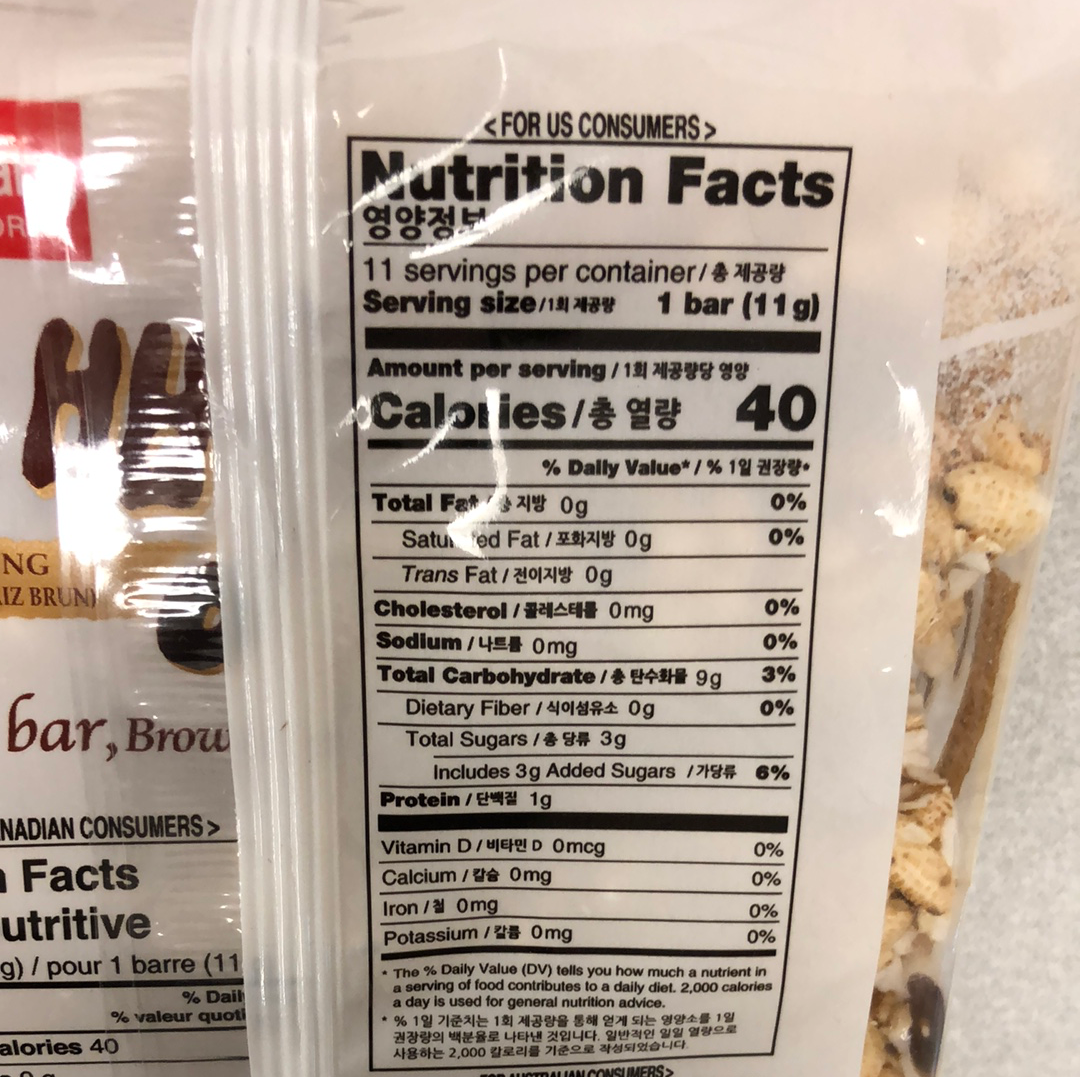 <FOR US CONSUMERS>
Nutrition Facts
영양정보
11 servings per container/총 제공량
Serving size/1회 제공량 1 bar (11g)
Amount per serving / 1회 제공량당 영양
Calories/총 열량 40
% Daily Value* / % 1일 권장량*
Total Fat / 총 지방 0g 0%
Saturated Fat / 포화지방 0g 0%
Trans Fat / 전이지방 0g
Cholesterol / 콜레스테롤 0mg 0%
Sodium / 나트륨 0mg 0%
Total Carbohydrate / 총 탄수화물 9g 3%
Dietary Fiber / 식이섬유소 0g 0%
Total Sugars / 총 당류 3g
Includes 3g Added Sugars /가당류 6%
Protein / 단백질 1g
Vitamin D / 비타민 D 0mcg 0%
Calcium / 칼슘 0mg 0%
Iron / 철 0mg 0%
Potassium / 칼륨 0mg 0%
* The % Daily Value (DV) tells you how much a nutrient in
a serving of food contributes to a daily diet. 2,000 calories
a day is used for general nutrition advice.
* % 1일 기준치는 1회 제공량을 통해 얻게 되는 영양소를 1일
권장량의 백분율로 나타낸 것입니다. 일반적인 일일 열량으로
사용하는 2,000 칼로리를 기준으로 작성되었습니다.
FOR AUSTRALIAN CONSUMERS>
NG
IZ BRUN)
bar, Brow
NADIAN CONSUMERS>
Facts
utritive
g) / pour 1 barre (11
% Dail
% valeur quoti
alories 40